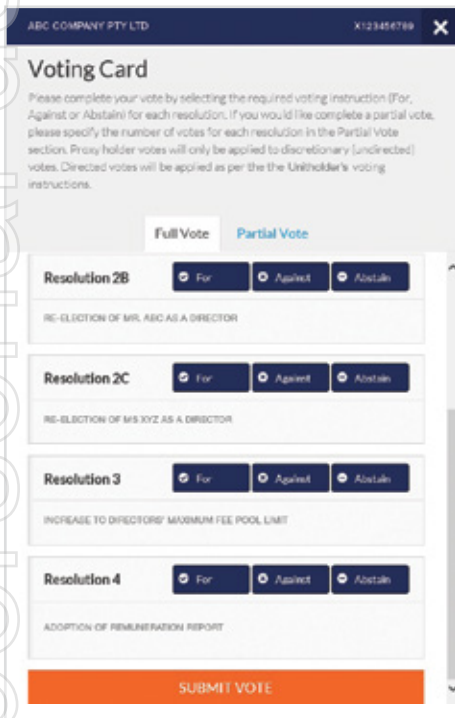 ABC COMPANY PTY LTD X123456789
Voting Card
Please complete your vote by selecting the required voting instruction (For,
Against or Abstain) for each resolution. If you would like complete a partial vote,
please specify the number of votes for each resolution in the Partial Vote
section. Proxy holder votes will only be applied to discretionary (undirected)
votes. Directed votes will be applied as per the the Unitholder's voting
instructions.
Full Vote Partial Vote
Resolution 2B For Against Abstain
RE-ELECTION OF MR. ABC AS A DIRECTOR
Resolution 2C For Against Abstain
RE-ELECTION OF MS XYZ AS A DIRECTOR
Resolution 3 For Against Abstain
INCREASE TO DIRECTORS' MAXIMUM FEE POOL LIMIT
Resolution 4 For Against Abstain
ADOPTION OF REMUNERATION REPORT
SUBMIT VOTE